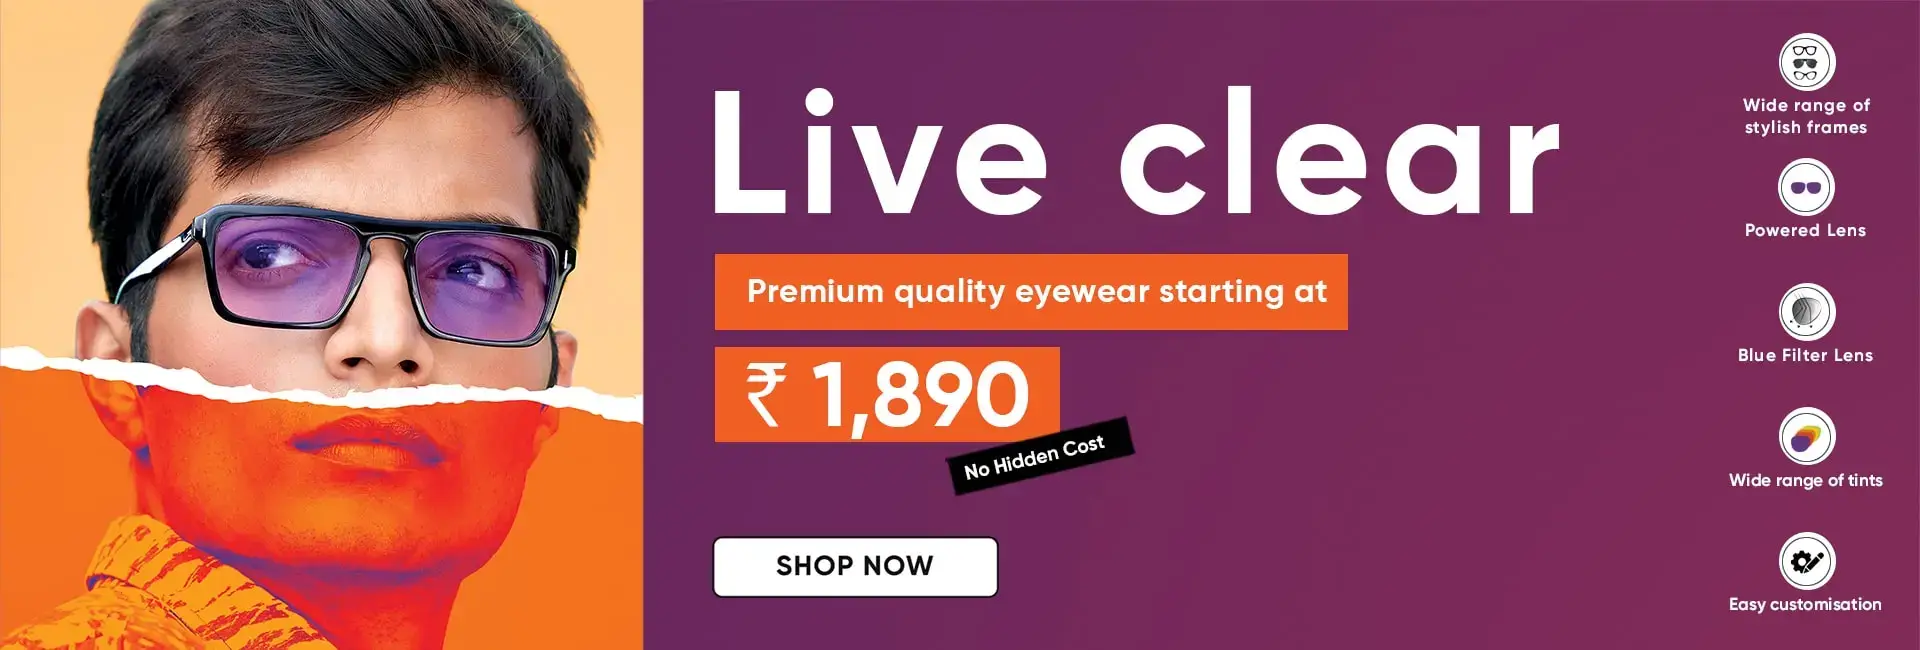 Live clear
Premium quality eyewear starting at
₹ 1,890
No Hidden Cost
SHOP NOW
Wide range of
stylish frames
Powered Lens
Blue Filter Lens
Wide range of tints
Easy customisation